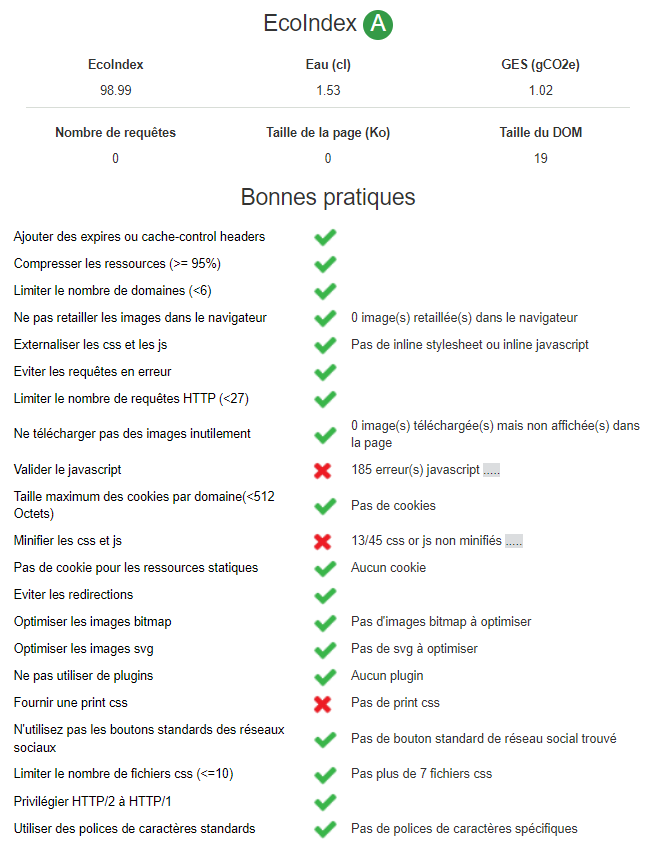 EcoIndex A
EcoIndex Eau (cl) GES (gCO2e)
98.99 1.53 1.02
Nombre de requêtes Taille de la page (Ko) Taille du DOM
0 0 19
Bonnes pratiques
Ajouter des expires ou cache-control headers
Compresser les ressources (>= 95%)
Limiter le nombre de domaines (<6)
Ne pas retailler les images dans le navigateur 0 image(s) retaillée(s) dans le navigateur
Externaliser les css et les js Pas de inline stylesheet ou inline javascript
Eviter les requêtes en erreur
Limiter le nombre de requêtes HTTP (<27)
Ne télécharger pas des images inutilement 0 image(s) téléchargée(s) mais non affichée(s) dans
la page
Valider le javascript 185 erreur(s) javascript .....
Taille maximum des cookies par domaine(<512
Octets) Pas de cookies
Minifier les css et js 13/45 css or js non minifiés .....
Pas de cookie pour les ressources statiques Aucun cookie
Eviter les redirections
Optimiser les images bitmap Pas d'images bitmap à optimiser
Optimiser les images svg Pas de svg à optimiser
Ne pas utiliser de plugins Aucun plugin
Fournir une print css Pas de print css
N'utilisez pas les boutons standards des réseaux
sociaux Pas de bouton standard de réseau social trouvé
Limiter le nombre de fichiers css (<=10) Pas plus de 7 fichiers css
Privilégier HTTP/2 à HTTP/1
Utiliser des polices de caractères standards Pas de polices de caractères spécifiques